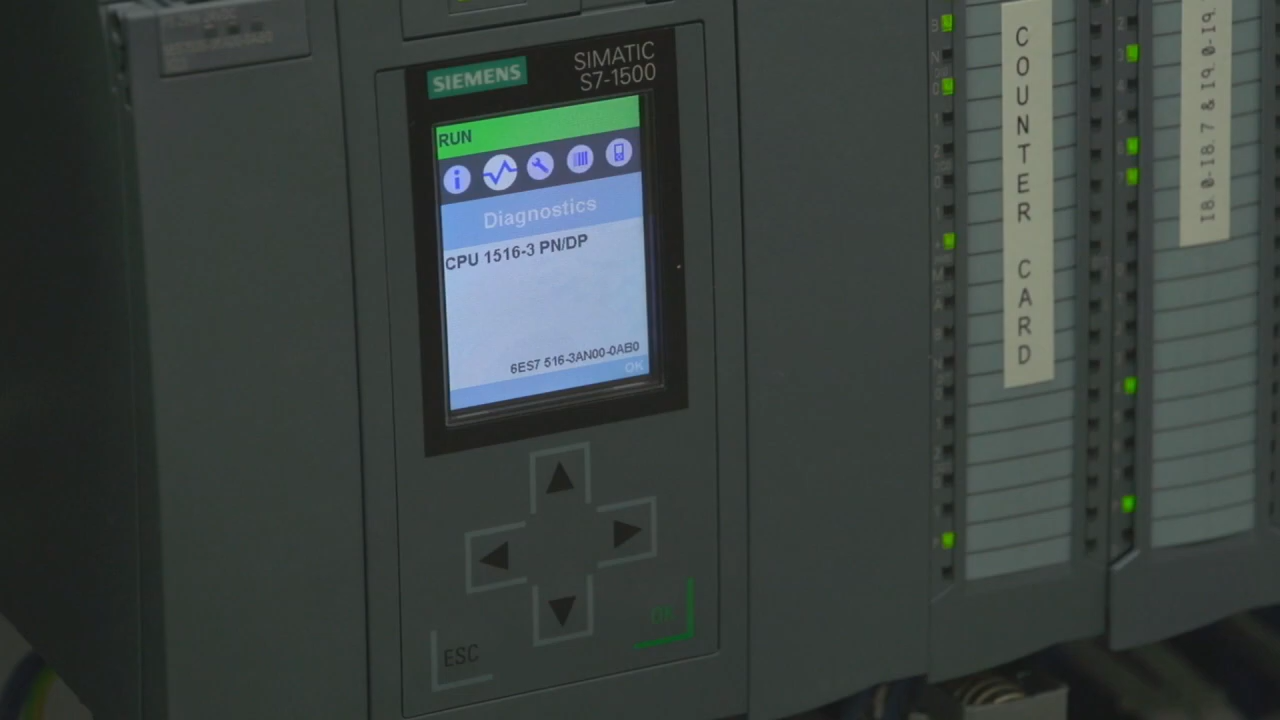 SIEMENS
SIMATIC
S7-1500
RUN
Diagnostics
CPU 1516-3 PN/DP
6ES7 516-3AN00-0AB0
OK
ESC
OK
COUNTER CARD
I8.0-I8.7 & I9.0-I9.